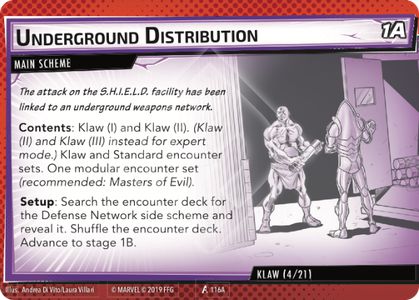 UNDERGROUND DISTRIBUTION
1A
MAIN SCHEME
The attack on the S.H.I.E.L.D. facility has been
linked to an underground weapons network.
Contents: Klaw (I) and Klaw (II). (Klaw
(II) and Klaw (III) instead for expert
mode.) Klaw and Standard encounter
sets. One modular encounter set
(recommended: Masters of Evil).
Setup: Search the encounter deck for
the Defense Network side scheme and
reveal it. Shuffle the encounter deck.
Advance to stage 1B.
KLAW (4/21)
Illus. Andrea Di Vito/Laura Villari
© MARVEL © 2019 FFG
116A